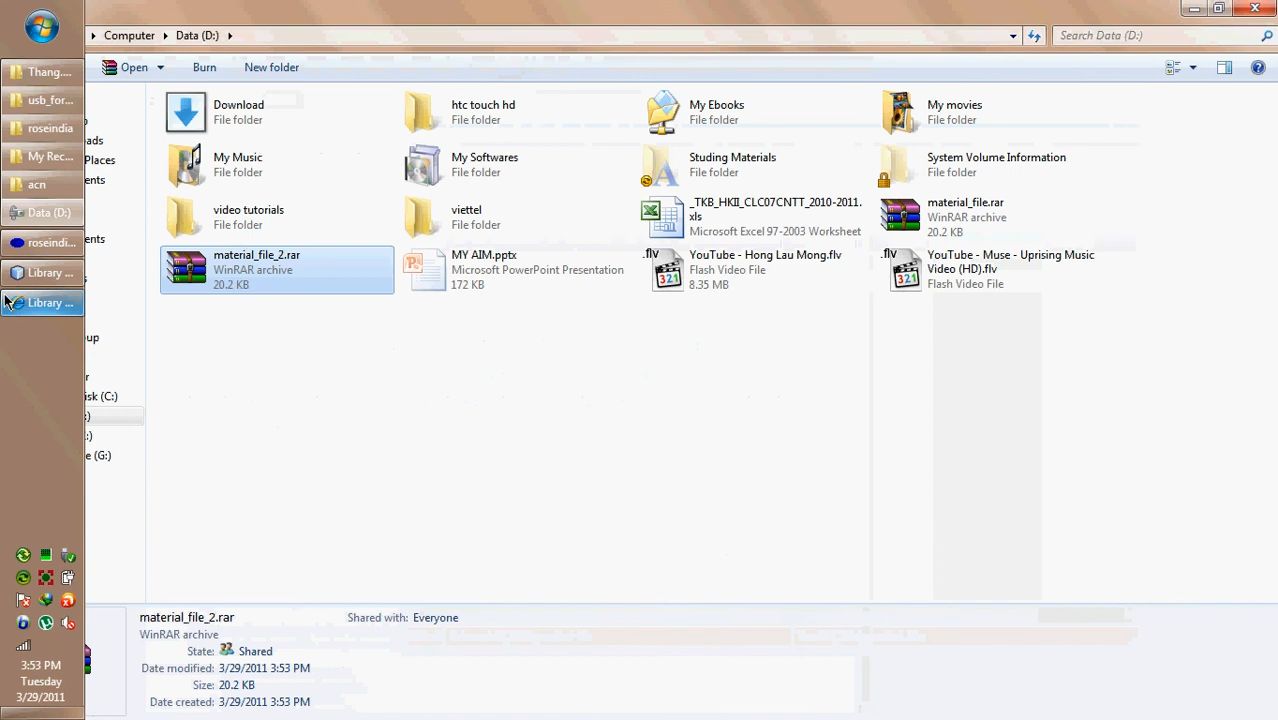 Computer Data (D:)
Search Data (D:)
Open Burn New folder
Thang....
usb_for...
roseindia
My Rec...
acn
Data (D:)
roseindi...
Library ...
Library ...
ads
Places
ents
ents
s
up
r
isk (C:)
:)
:)
e (G:)
Download
File folder
htc touch hd
File folder
My Ebooks
File folder
My movies
File folder
My Music
File folder
My Softwares
File folder
Studing Materials
File folder
System Volume Information
File folder
video tutorials
File folder
viettel
File folder
_TKB_HKII_CLC07CNTT_2010-2011.
xls
Microsoft Excel 97-2003 Worksheet
material_file.rar
WinRAR archive
20.2 KB
material_file_2.rar
WinRAR archive
20.2 KB
MY AIM.pptx
Microsoft PowerPoint Presentation
172 KB
.flv
321
YouTube - Hong Lau Mong.flv
Flash Video File
8.35 MB
.flv
321
YouTube - Muse - Uprising Music
Video (HD).flv
Flash Video File
material_file_2.rar
WinRAR archive
Shared with: Everyone
State: Shared
Date modified: 3/29/2011 3:53 PM
Size: 20.2 KB
Date created: 3/29/2011 3:53 PM
3:53 PM
Tuesday
3/29/2011